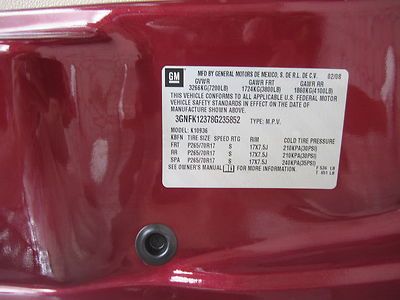 GM
MFD BY GENERAL MOTORS DE MEXICO, S. DE R.L. DE C.V. 02/08
GVWR GAWR FRT GAWR RR
3266KG(7200LB) 1724KG(3800LB) 1860KG(4100LB)
THIS VEHICLE CONFORMS TO ALL APPLICABLE U.S. FEDERAL MOTOR
VEHICLE SAFETY STANDARDS IN EFFECT ON THE DATE OF
MANUFACTURE SHOWN ABOVE.
3GNFK12378G235852 TYPE: M.P.V.
MODEL: K10936
KBFN TIRE SIZE SPEED RTG RIM COLD TIRE PRESSURE
FRT P265/70R17 S 17X7.5J 210KPA(30PSI)
RR P265/70R17 S 17X7.5J 210KPA(30PSI)
SPA P265/70R17 S 17X7.5J 240KPA(35PSI)
SEE OWNER'S MANUAL FOR MORE INFORMATION.